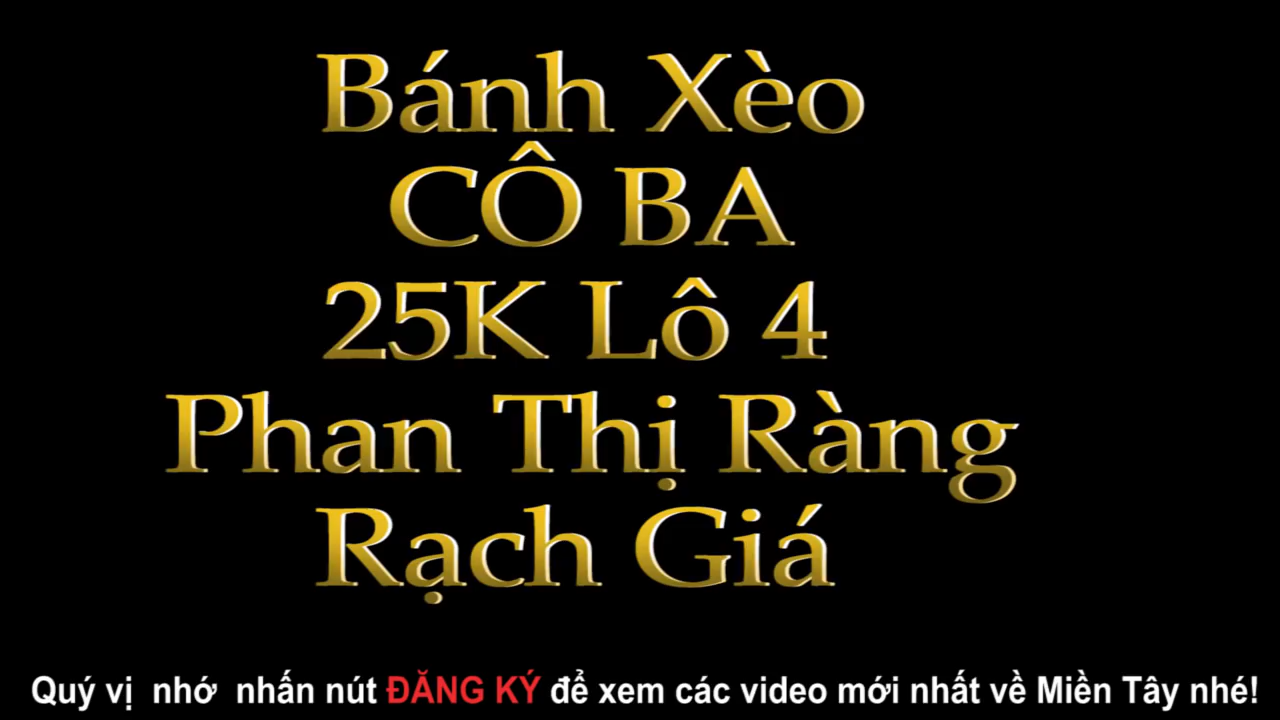 Bánh Xèo
CÔ BA
25K Lô 4
Phan Thị Ràng
Rạch Giá
Quý vị nhớ nhấn nút ĐĂNG KÝ để xem các video mới nhất về Miền Tây nhé!